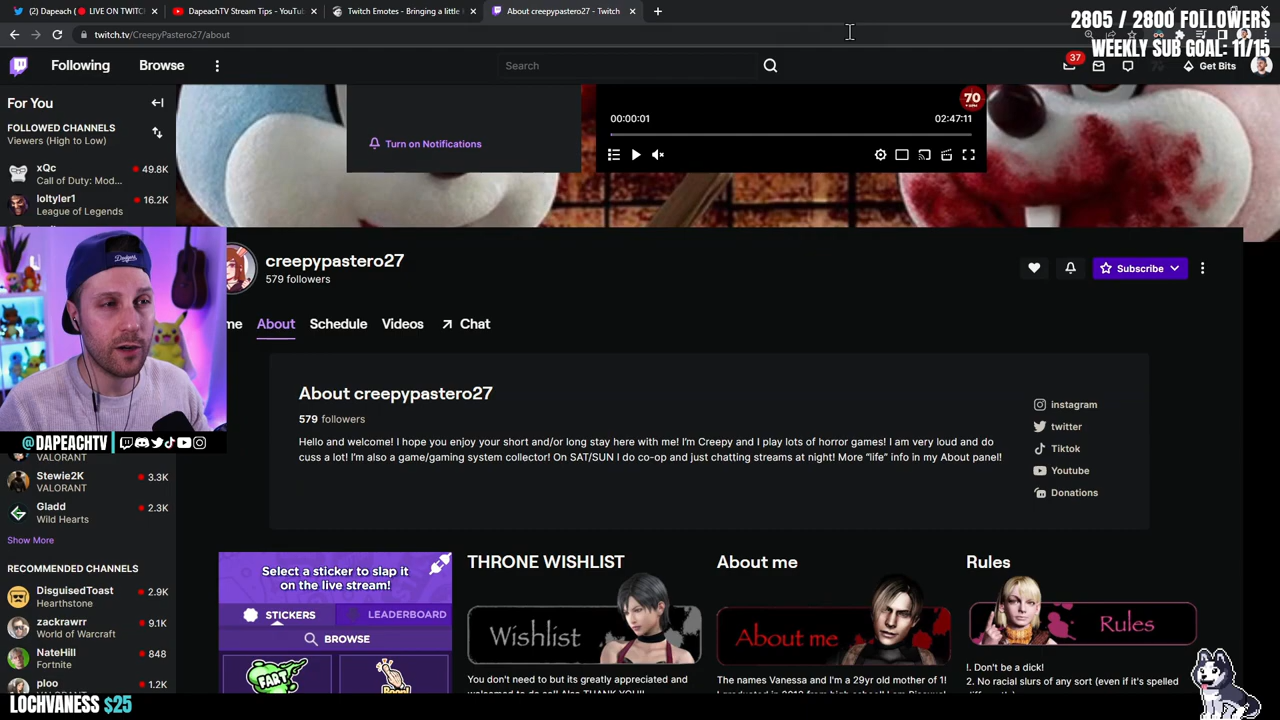 (2) Dapeach (🔴 LIVE ON TWITC
DapeachTV Stream Tips - YouTu
Twitch Emotes - Bringing a little
About creepypastero27 - Twitch
2805 / 2800 FOLLOWERS
WEEKLY SUB GOAL: 11/15
twitch.tv/CreepyPastero27/about
Following
Browse
Search
37
Get Bits
For You
FOLLOWED CHANNELS
Viewers (High to Low)
xQc
49.8K
Call of Duty: Mod...
loltyler1
16.2K
League of Legends
70
00:00:01
02:47:11
Turn on Notifications
creepypastero27
579 followers
Subscribe
me
About
Schedule
Videos
Chat
About creepypastero27
579 followers
Hello and welcome! I hope you enjoy your short and/or long stay here with me! I'm Creepy and I play lots of horror games! I am very loud and do
cuss a lot! I'm also a game/gaming system collector! On SAT/SUN I do co-op and just chatting streams at night! More "life" info in my About panel!
instagram
twitter
Tiktok
Youtube
Donations
Dodgers
@DAPEACHTV
VALORANT
Stewie2K
3.3K
VALORANT
Gladd
2.3K
Wild Hearts
Show More
RECOMMENDED CHANNELS
DisguisedToast
2.9K
Hearthstone
zackrawrr
9.1K
World of Warcraft
NateHill
848
Fortnite
ploo
1.2K
Select a sticker to slap it
on the live stream!
STICKERS
LEADERBOARD
BROWSE
FART
THRONE WISHLIST
Wishlist
You don't need to but its greatly appreciated and
About me
About me
The names Vanessa and I'm a 29yr old mother of 1!
Rules
Rules
!. Don't be a dick!
2. No racial slurs of any sort (even if it's spelled
LOCHVANESS $25